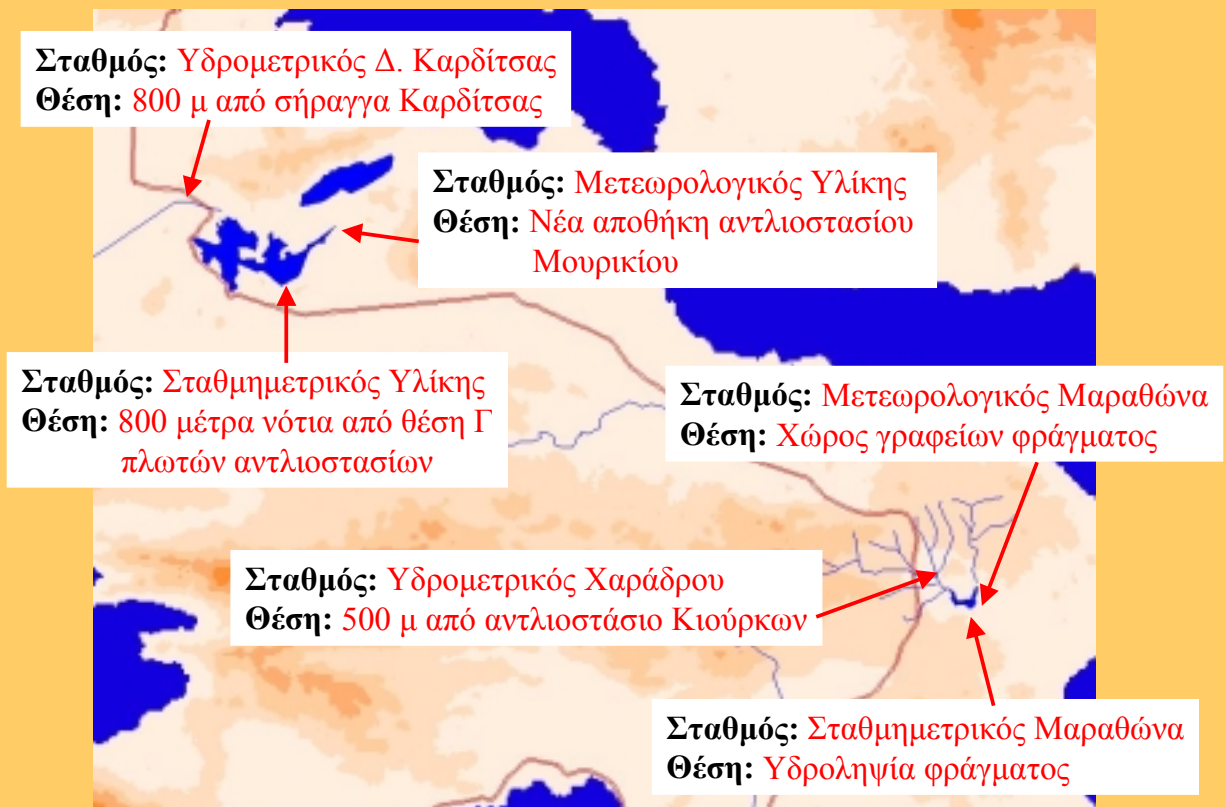 Σταθμός: Υδρομετρικός Δ. Καρδίτσας
Θέση: 800 μ από σήραγγα Καρδίτσας
Σταθμός: Μετεωρολογικός Υλίκης
Θέση: Νέα αποθήκη αντλιοστασίου
Μουρικίου
Σταθμός: Σταθμημετρικός Υλίκης
Θέση: 800 μέτρα νότια από θέση Γ
πλωτών αντλιοστασίων
Σταθμός: Μετεωρολογικός Μαραθώνα
Θέση: Χώρος γραφείων φράγματος
Σταθμός: Υδρομετρικός Χαράδρου
Θέση: 500 μ από αντλιοστάσιο Κιούρκων
Σταθμός: Σταθμημετρικός Μαραθώνα
Θέση: Υδροληψία φράγματος